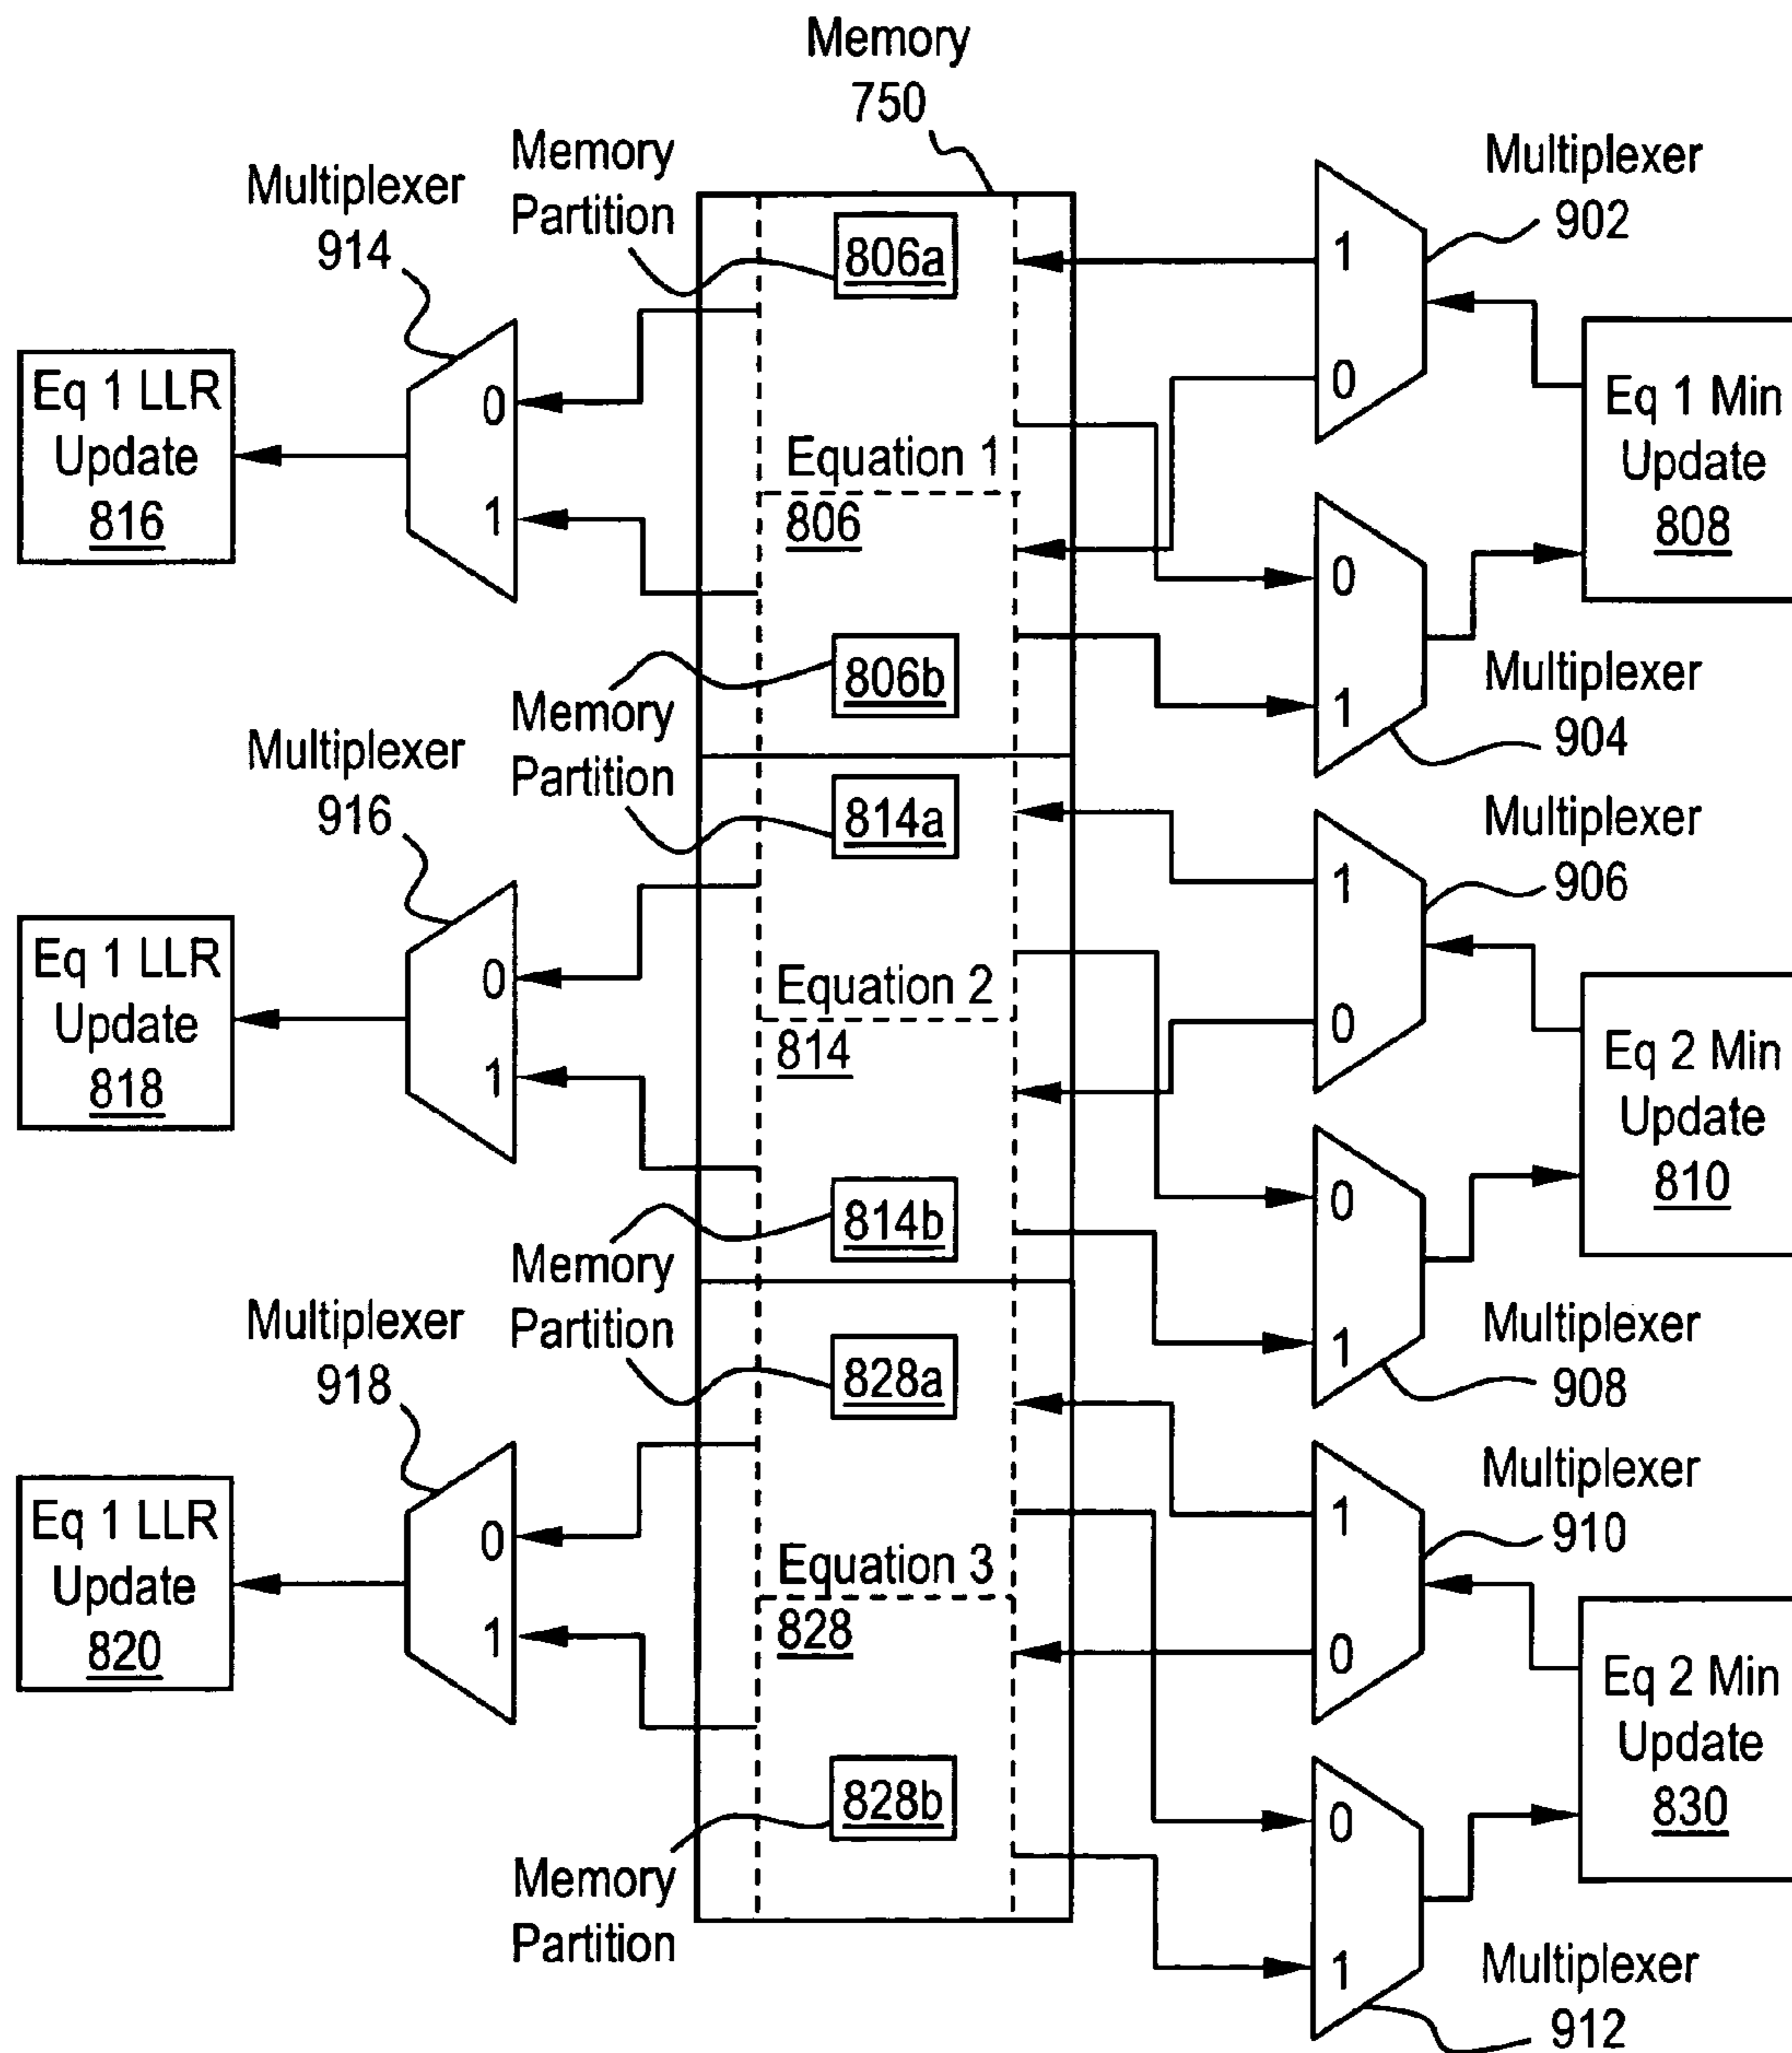 Memory
750
Memory
Partition
Multiplexer
914
806a
1
0
Multiplexer
902
Eq 1 LLR
Update
816
0
1
Equation 1
806
Eq 1 Min
Update
808
0
1
Multiplexer
904
806b
Memory
Partition
Multiplexer
916
814a
1
0
Multiplexer
906
Eq 1 LLR
Update
818
0
1
Equation 2
814
Eq 2 Min
Update
810
0
1
Multiplexer
908
814b
Memory
Partition
Multiplexer
918
828a
1
0
Multiplexer
910
Eq 1 LLR
Update
820
0
1
Equation 3
828
Eq 2 Min
Update
830
828b
Memory
Partition
0
1
Multiplexer
912